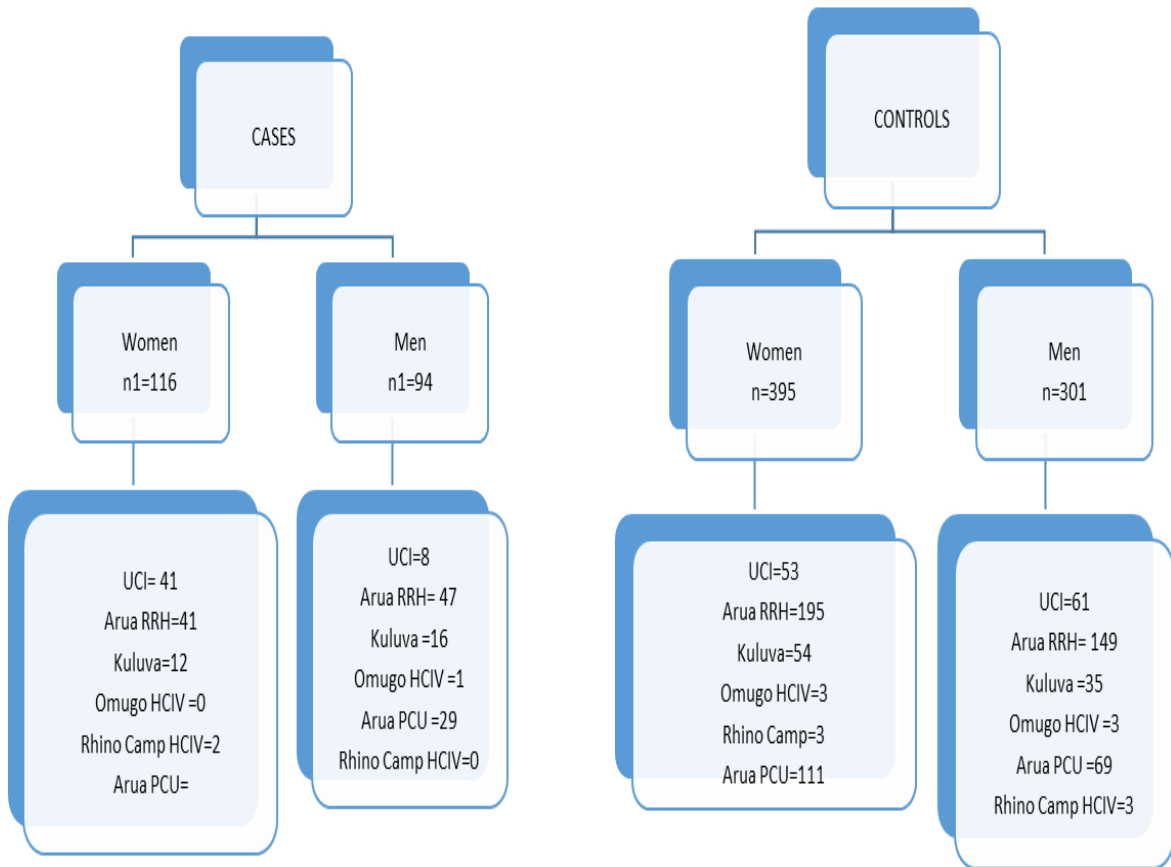 CASES
Women
n1=116
Men
n1=94
UCI= 41
Arua RRH=41
Kuluva=12
Omugo HCIV =0
Rhino Camp HCIV=2
Arua PCU=
UCI=8
Arua RRH= 47
Kuluva =16
Omugo HCIV =1
Arua PCU =29
Rhino Camp HCIV=0
CONTROLS
Women
n=395
Men
n=301
UCI=53
Arua RRH=195
Kuluva=54
Omugo HCIV=3
Rhino Camp=3
Arua PCU=111
UCI=61
Arua RRH= 149
Kuluva =35
Omugo HCIV =3
Arua PCU =69
Rhino Camp HCIV=3